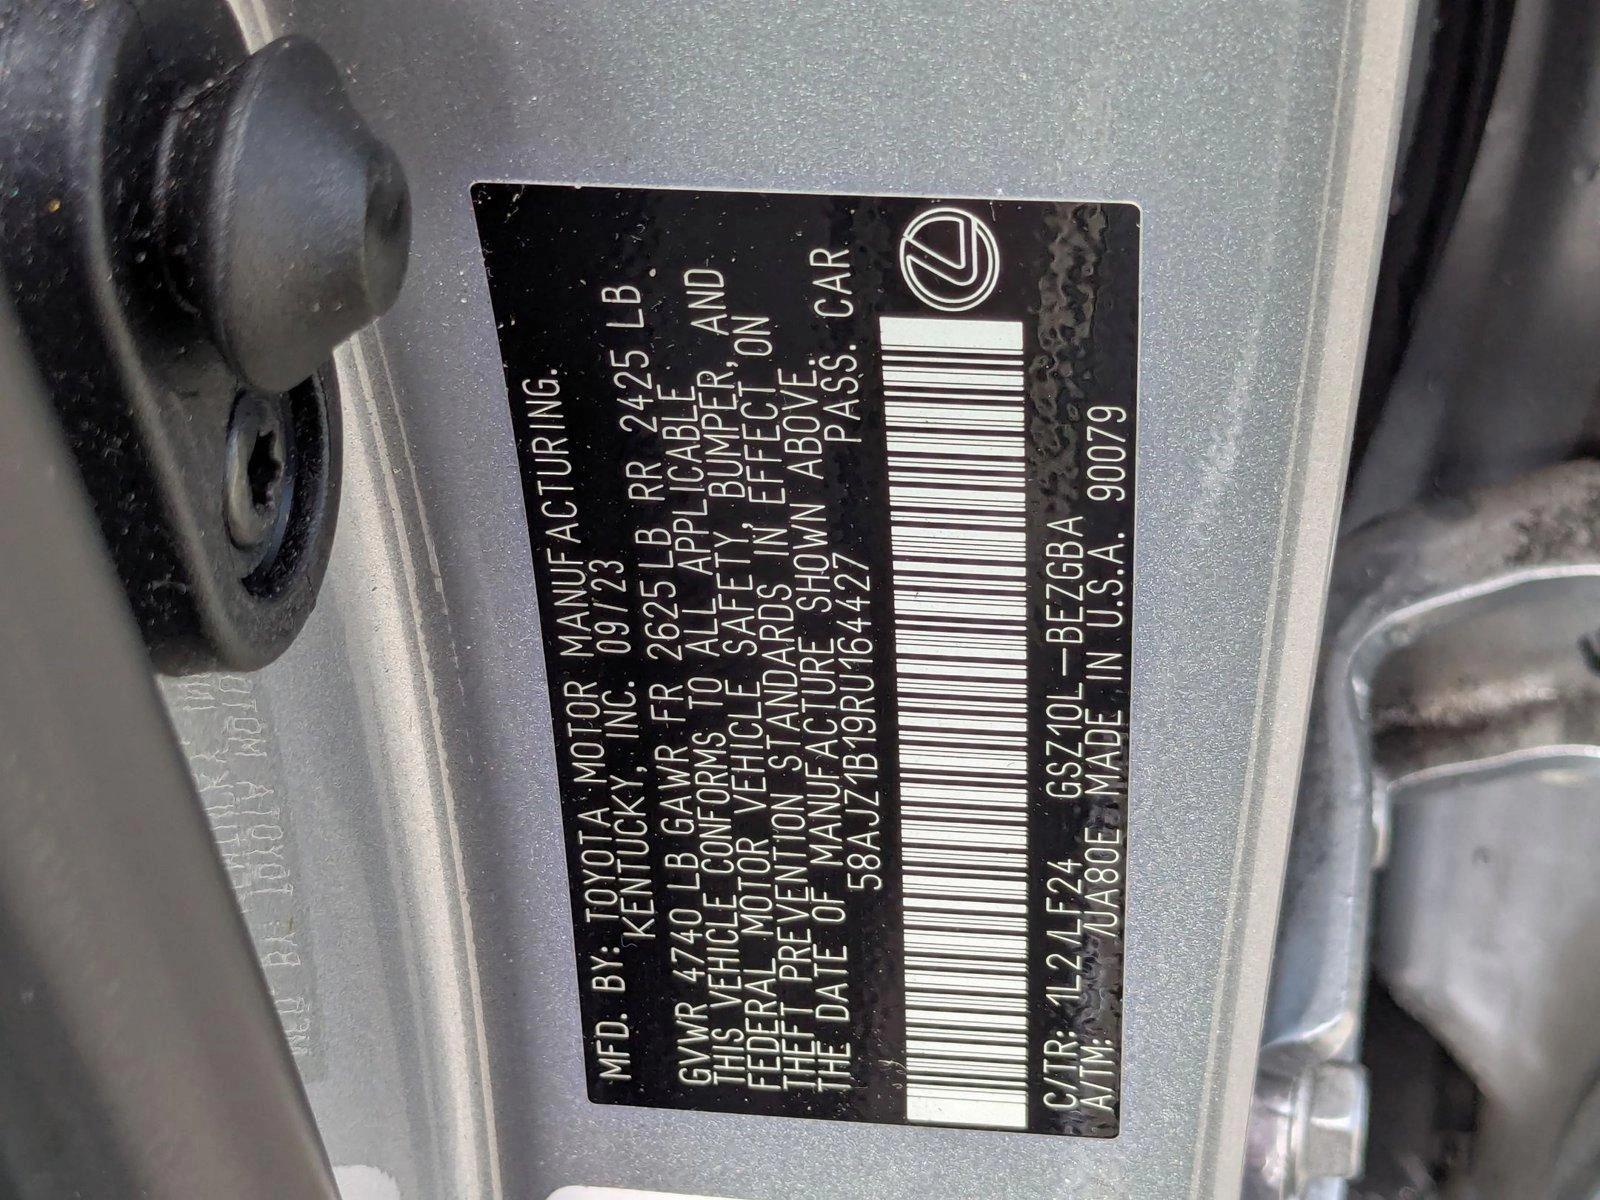 MFD. BY: TOYOTA MOTOR MANUFACTURING.
KENTUCKY, INC. 09/23
GVWR 4740 LB GAWR FR 2625LB RR 2425 LB
THIS VEHICLE CONFORMS TO ALL APPLICABLE
FEDERAL MOTOR VEHICLE SAFETY, BUMPER, AND
THEFT PREVENTION STANDARDS IN EFFECT ON
THE DATE OF MANUFACTURE SHOWN ABOVE.
58AJZ1B19RU164427 PASS. CAR
C/TR: 1L2 /LF24 GSZ10L-BEZGBA
A/TM: /UA80E MADE IN U.S.A. 90079